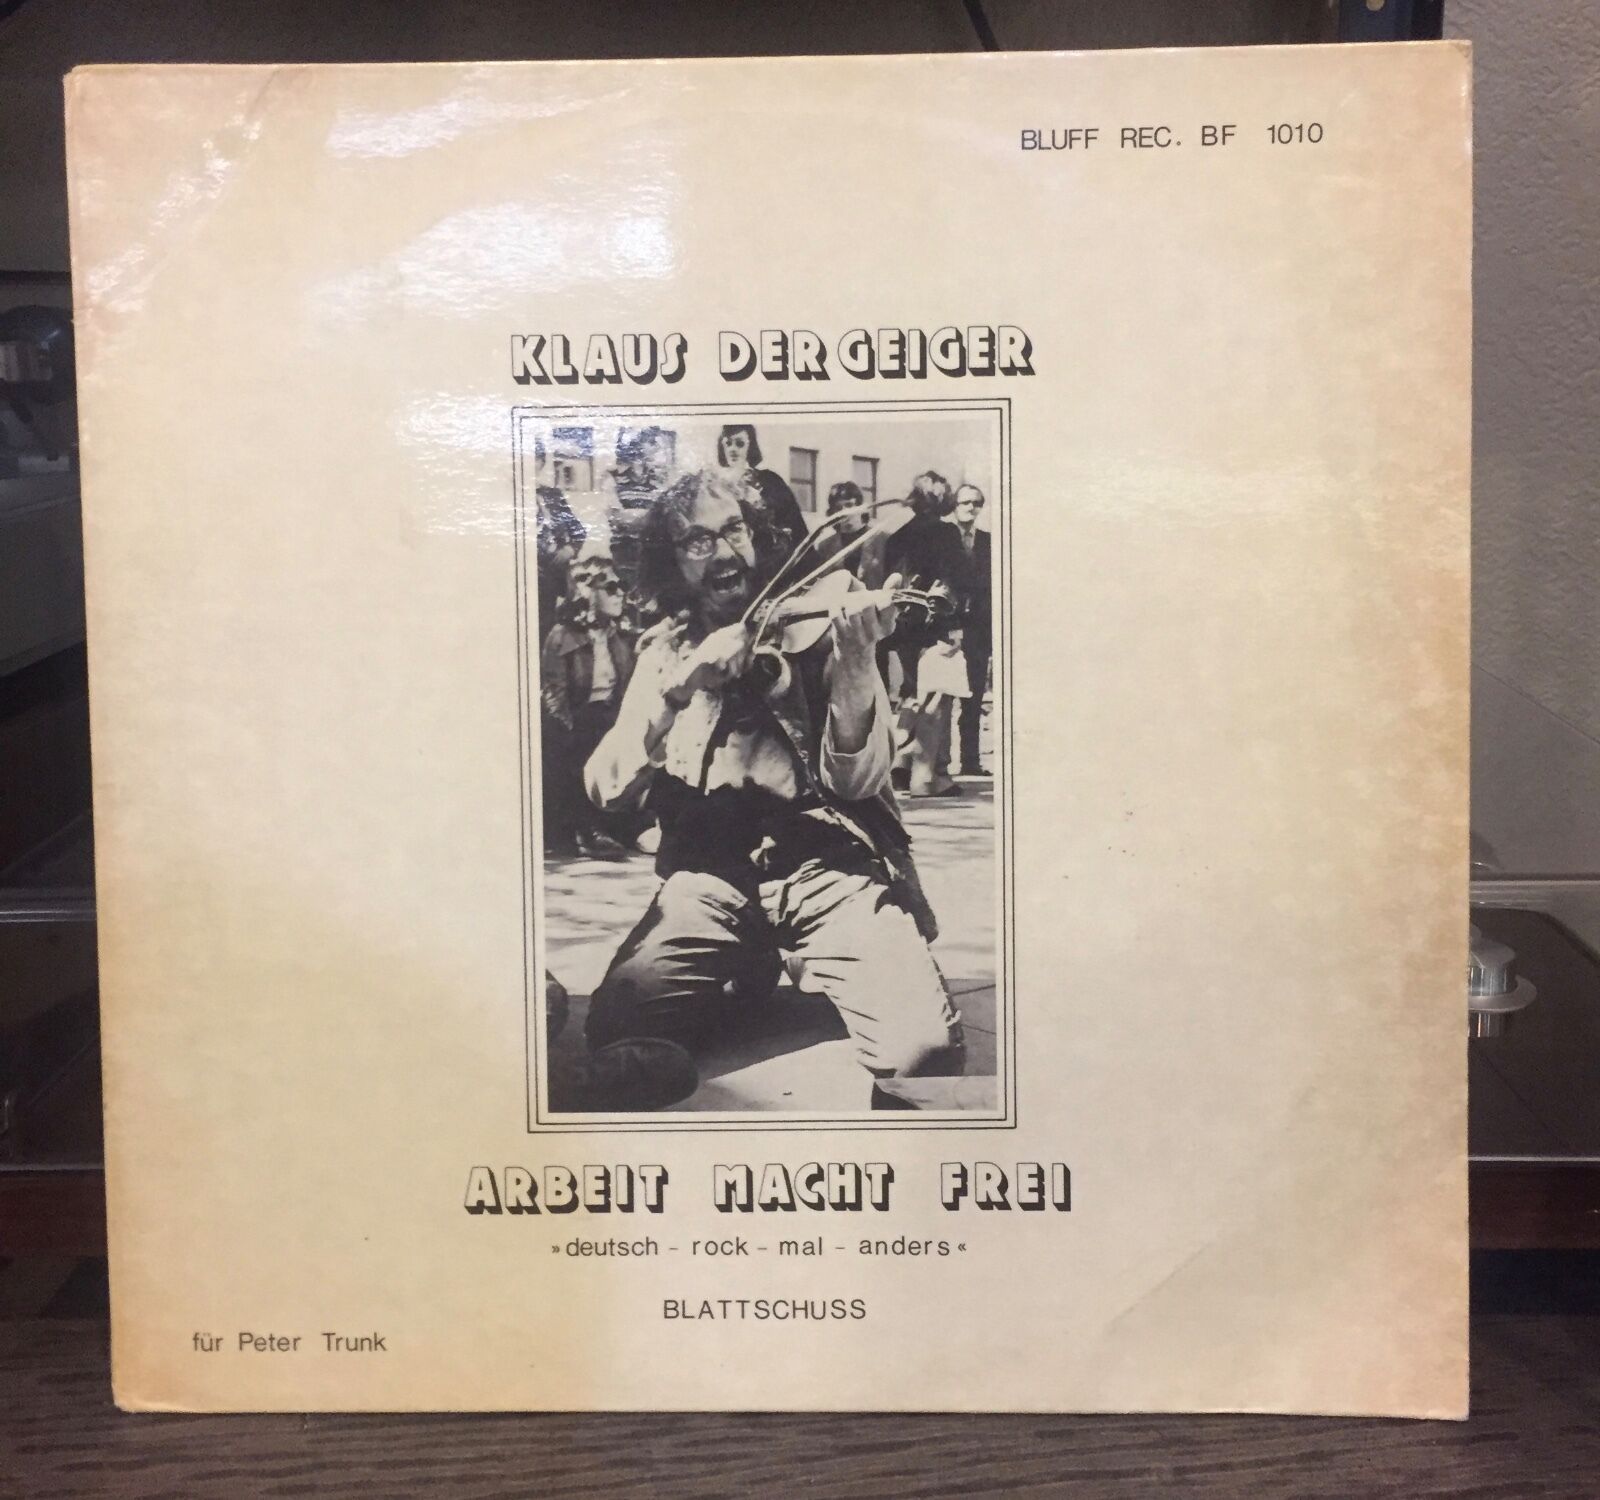 BLUFF REC. BF 1010
KLAUS DER GEIGER
ARBEIT MACHT FREI
»deutsch - rock - mal - anders«
BLATTSCHUSS
für Peter Trunk